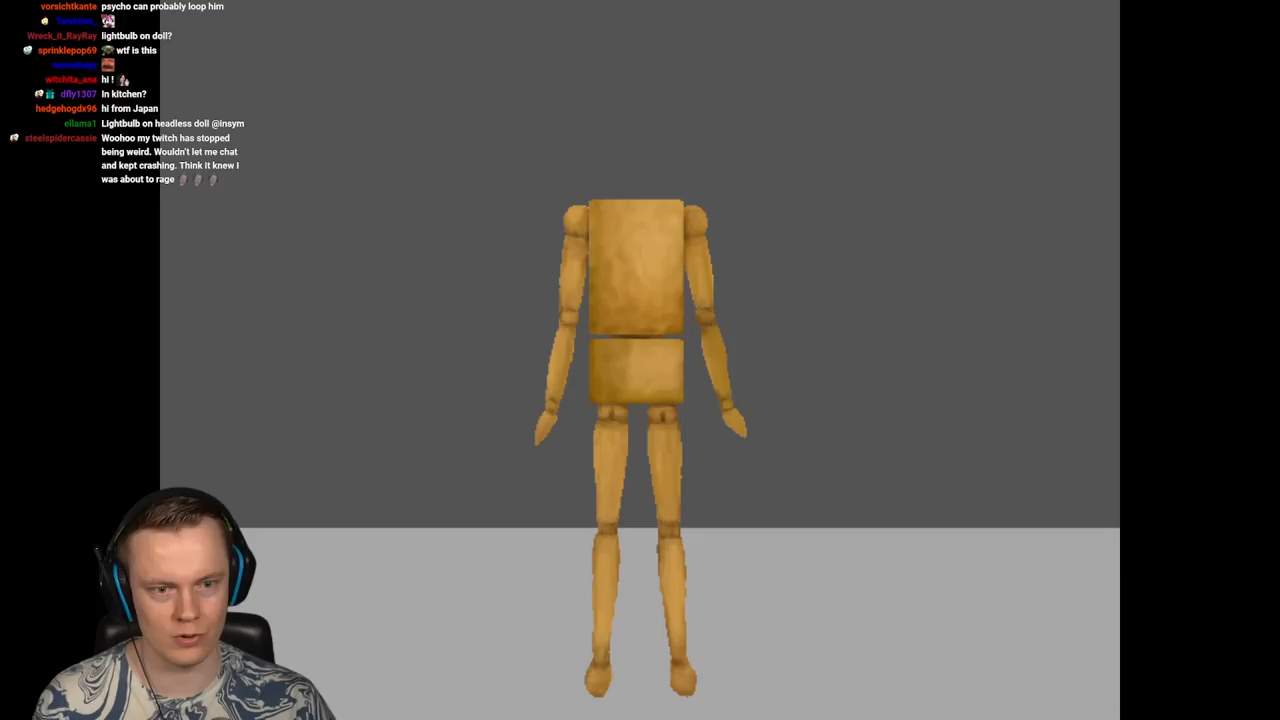 vorsichtkante psycho can probably loop him
Wreck_it_RayRay lightbulb on doll?
sprinklepop69 wtf is this
witchita_ana hi !
dfly1307 In kitchen?
hedgehogdx96 hi from Japan
ellama1 Lightbulb on headless doll @insym
steelspidercassie Woohoo my twitch has stopped
being weird. Wouldn't let me chat
and kept crashing. Think it knew I
was about to rage